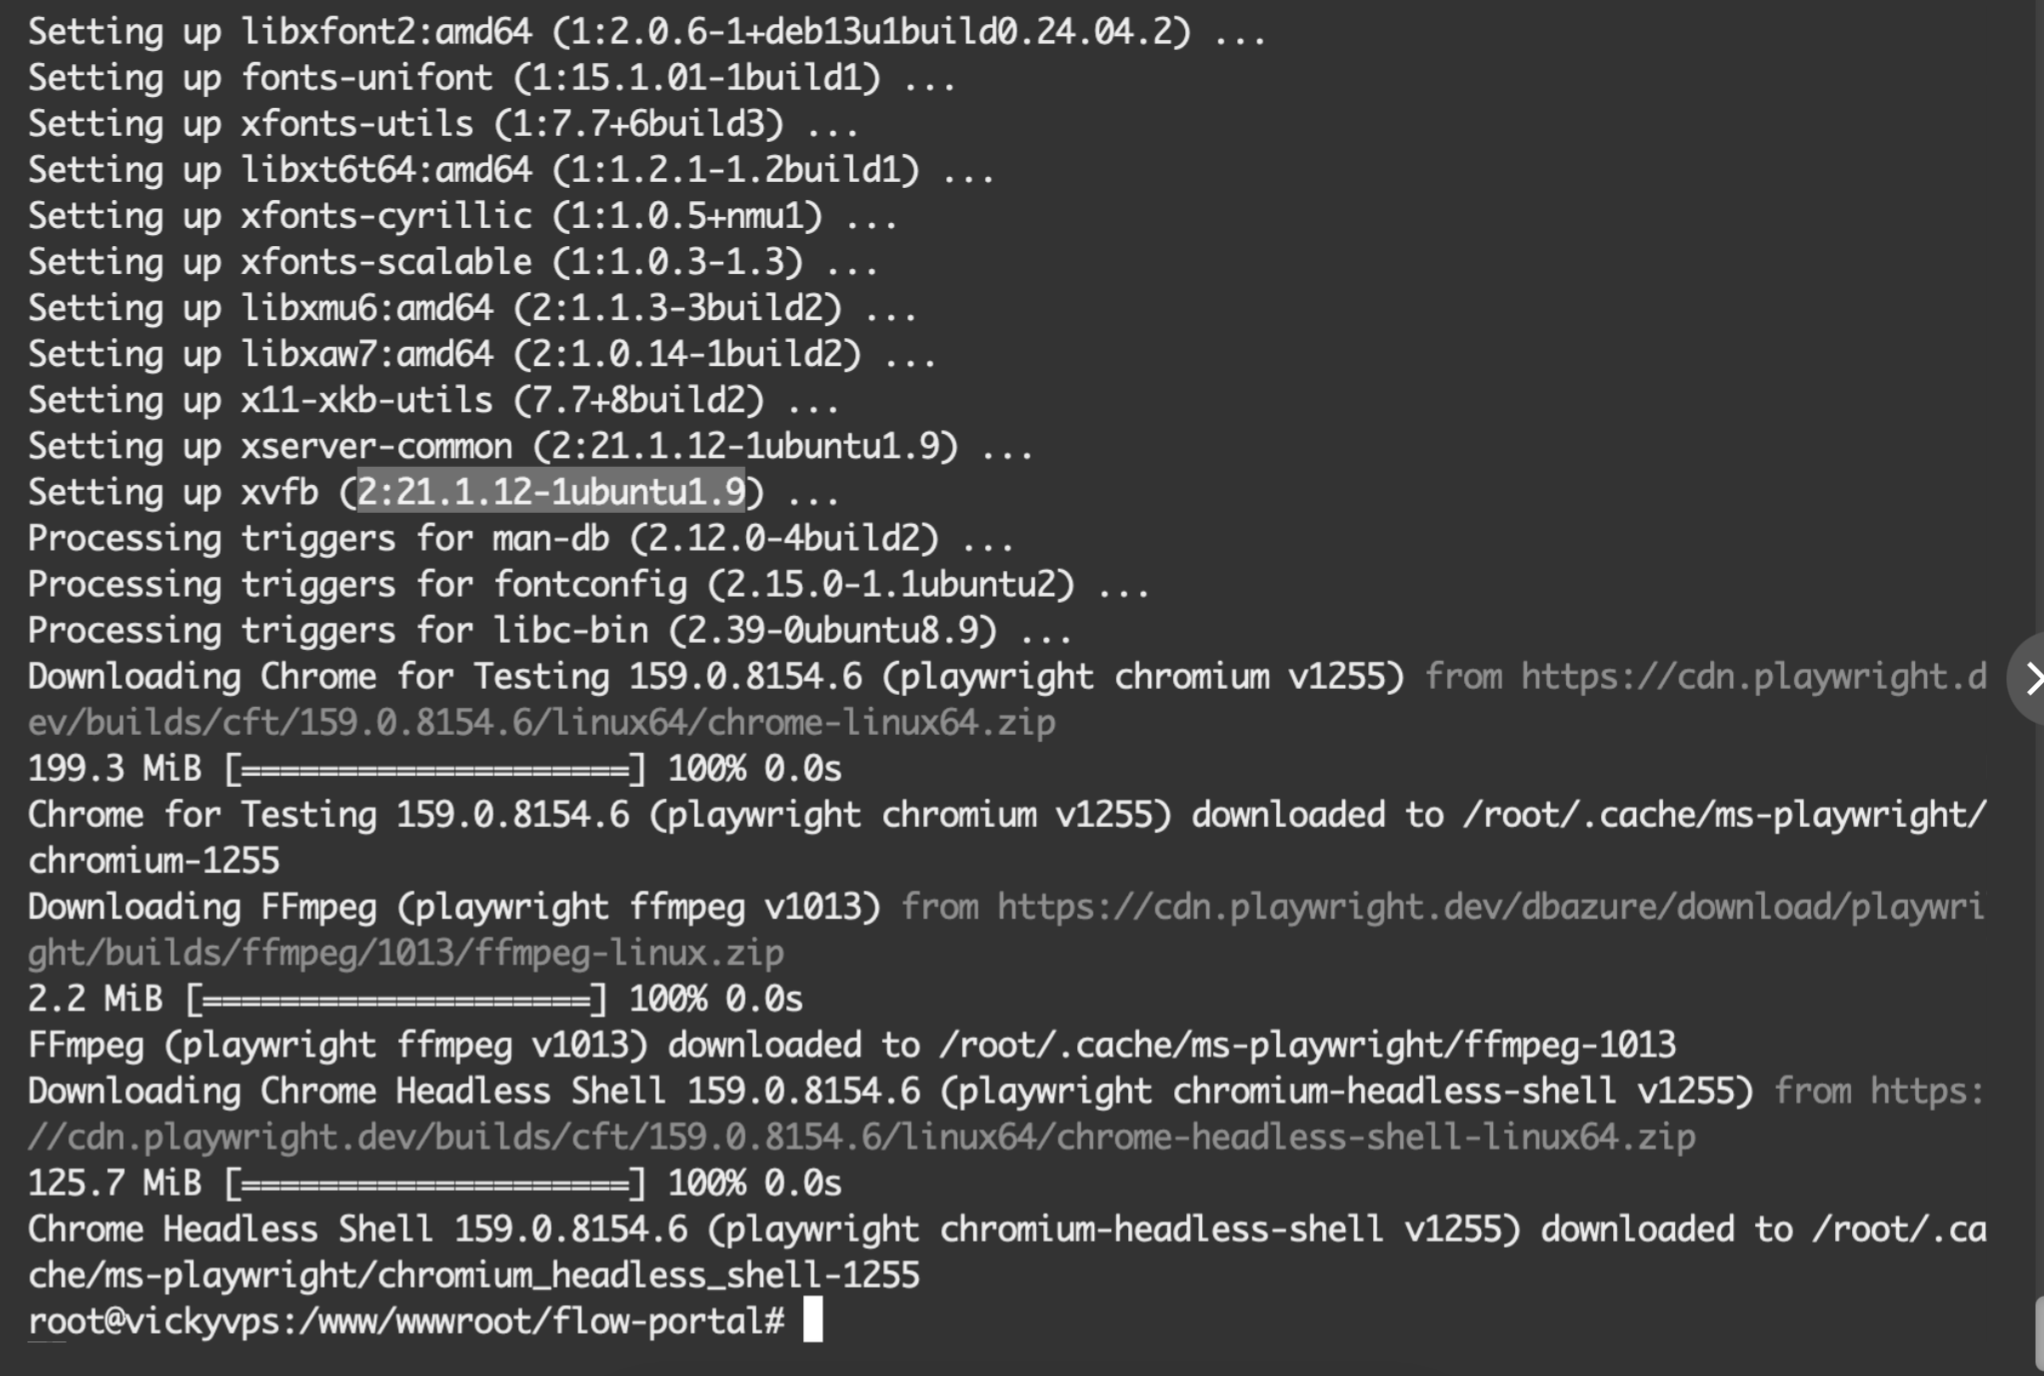 Setting up libxfont2:amd64 (1:2.0.6-1+deb13u1build0.24.04.2) ...
Setting up fonts-unifont (1:15.1.01-1build1) ...
Setting up xfonts-utils (1:7.7+6build3) ...
Setting up libxt6t64:amd64 (1:1.2.1-1.2build1) ...
Setting up xfonts-cyrillic (1:1.0.5+nmu1) ...
Setting up xfonts-scalable (1:1.0.3-1.3) ...
Setting up libxmu6:amd64 (2:1.1.3-3build2) ...
Setting up libxaw7:amd64 (2:1.0.14-1build2) ...
Setting up x11-xkb-utils (7.7+8build2) ...
Setting up xserver-common (2:21.1.12-1ubuntu1.9) ...
Setting up xvfb (2:21.1.12-1ubuntu1.9) ...
Processing triggers for man-db (2.12.0-4build2) ...
Processing triggers for fontconfig (2.15.0-1.1ubuntu2) ...
Processing triggers for libc-bin (2.39-0ubuntu8.9) ...
Downloading Chrome for Testing 159.0.8154.6 (playwright chromium v1255) from https://cdn.playwright.d
ev/builds/cft/159.0.8154.6/linux64/chrome-linux64.zip
199.3 MiB [====================] 100% 0.0s
Chrome for Testing 159.0.8154.6 (playwright chromium v1255) downloaded to /root/.cache/ms-playwright/
chromium-1255
Downloading FFmpeg (playwright ffmpeg v1013) from https://cdn.playwright.dev/dbazure/download/playwri
ght/builds/ffmpeg/1013/ffmpeg-linux.zip
2.2 MiB [====================] 100% 0.0s
FFmpeg (playwright ffmpeg v1013) downloaded to /root/.cache/ms-playwright/ffmpeg-1013
Downloading Chrome Headless Shell 159.0.8154.6 (playwright chromium-headless-shell v1255) from https:
//cdn.playwright.dev/builds/cft/159.0.8154.6/linux64/chrome-headless-shell-linux64.zip
125.7 MiB [====================] 100% 0.0s
Chrome Headless Shell 159.0.8154.6 (playwright chromium-headless-shell v1255) downloaded to /root/.ca
che/ms-playwright/chromium_headless_shell-1255
root@vickyvps:/www/wwwroot/flow-portal#